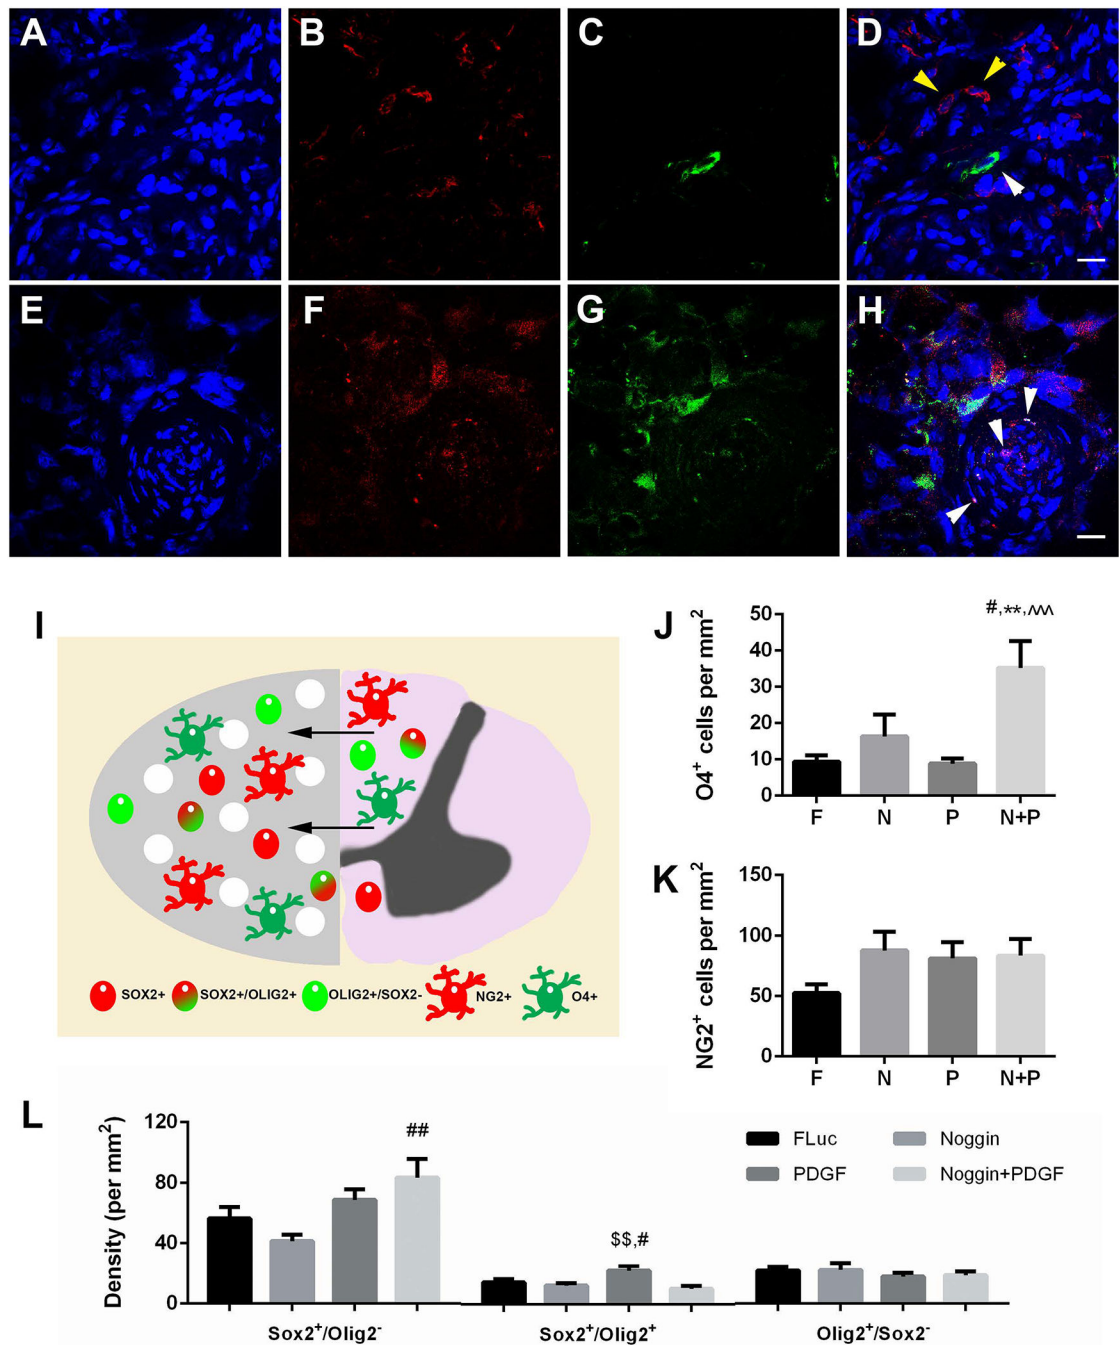 A
B
C
D
E
F
G
H
I
SOX2+
SOX2+/OLIG2+
OLIG2+/SOX2-
NG2+
O4+
J
O4⁺ cells per mm²
50
40
30
20
10
0
#,**,^^^
F N P N+P
K
NG2⁺ cells per mm²
150
100
50
0
F N P N+P
L
Density (per mm²)
120
80
40
0
##
$$,#
FLuc
Noggin
PDGF
Noggin+PDGF
Sox2⁺/Olig2⁻
Sox2⁺/Olig2⁺
Olig2⁺/Sox2⁻